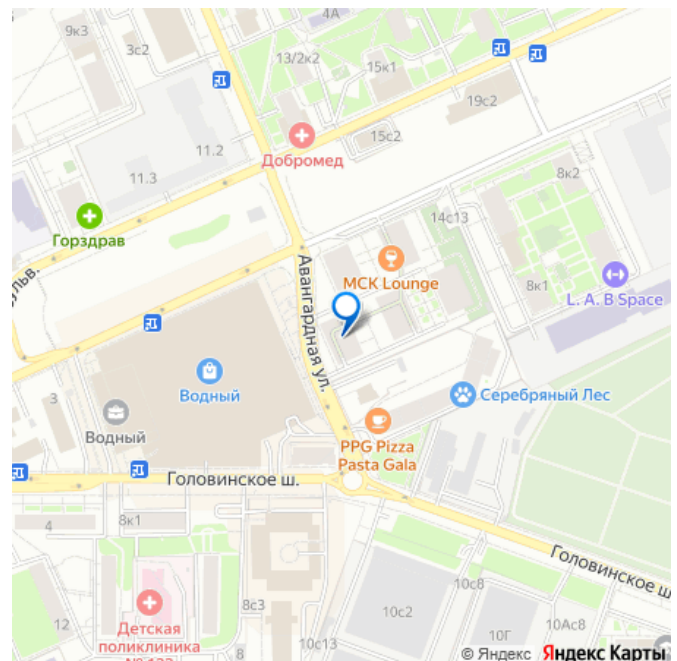 4А
9к3
3с2
13/2к2
15к1
19с2
11.2
15с2
Добромед
11.3
8к2
Горздрав
14с13
МСК Lounge
ульв.
Авангардная ул.
8к1
L. A. B Space
Водный
3
Серебряный Лес
Водный
PPG Pizza
Pasta Gala
Головинское ш.
4
8к1
Головинское ш
10с8
8с3
10с2
12
10Г
10Ас8
Детская
поликлиника
8
10с13
© Яндекс
Яндекс Карты